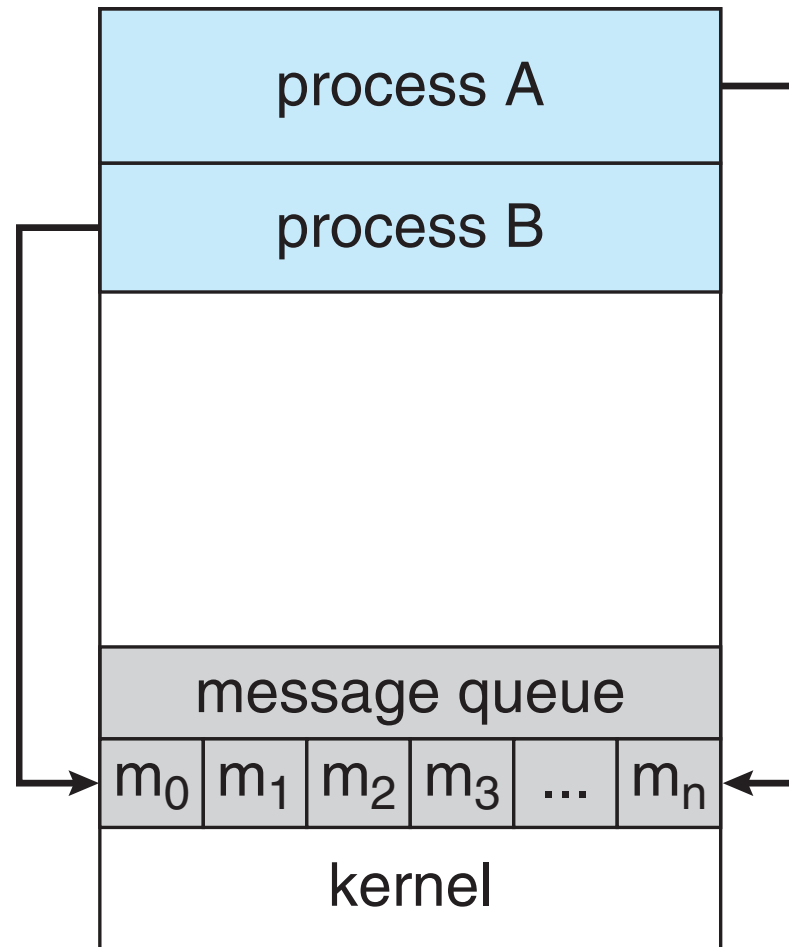 process A
process B
message queue
m₀ m₁ m₂ m₃ ... mₙ
kernel